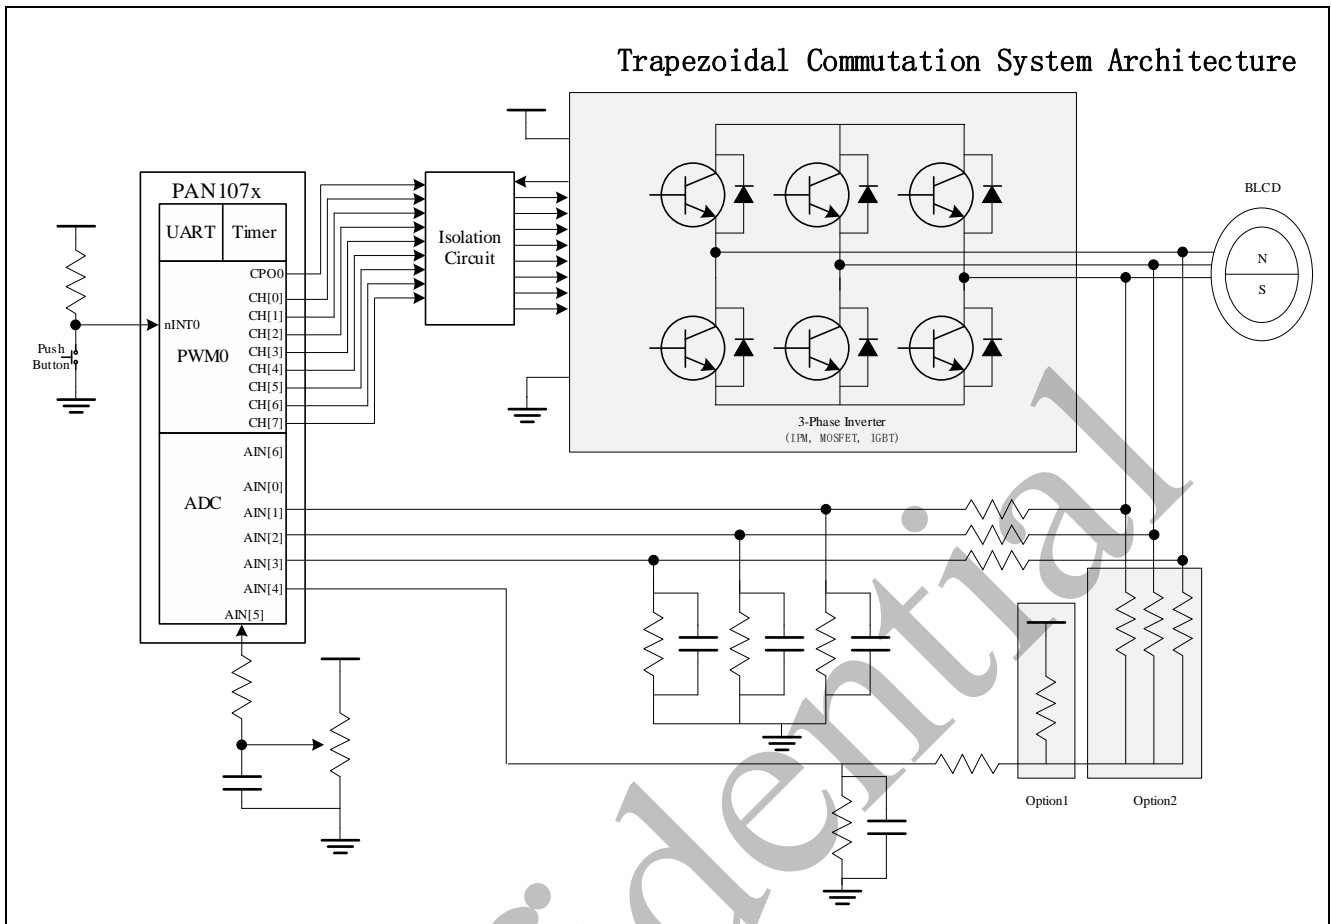 Trapezoidal Commutation System Architecture
PAN107x
UART Timer
CPO0
CH[0]
CH[1]
nINT0
CH[2]
PWM0
CH[3]
CH[4]
CH[5]
CH[6]
CH[7]
Push
Button
Isolation
Circuit
3-Phase Inverter
(IPM, MOSFET, IGBT)
BLCD
N
S
ADC
AIN[6]
AIN[0]
AIN[1]
AIN[2]
AIN[3]
AIN[4]
AIN[5]
Option1
Option2
fidential